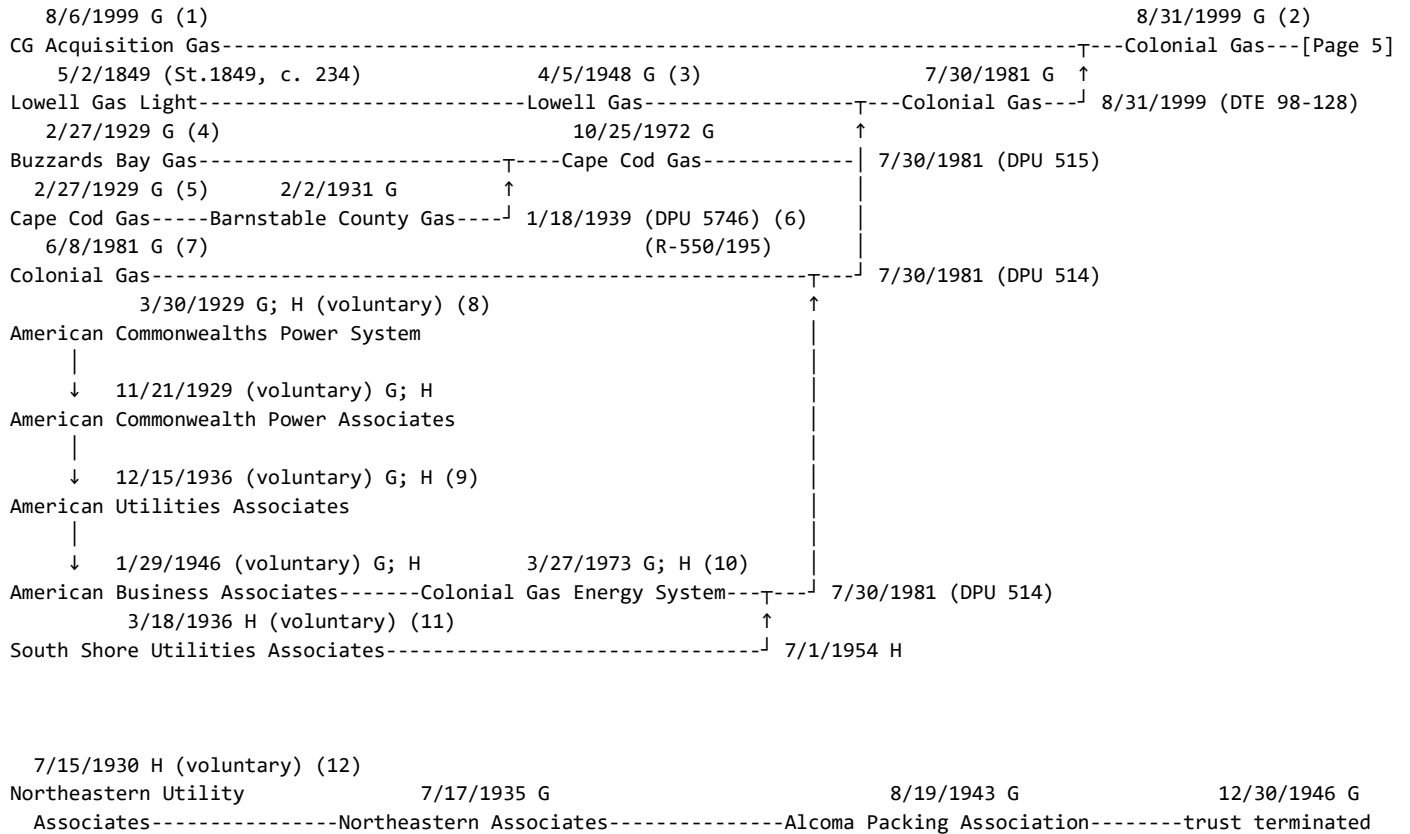 8/6/1999 G (1) 8/31/1999 G (2)
CG Acquisition Gas-------------------------------------------------------------------------┬---Colonial Gas---[Page 5]
5/2/1849 (St.1849, c. 234) 4/5/1948 G (3) 7/30/1981 G ↑
Lowell Gas Light----------------------------Lowell Gas------------------┬---Colonial Gas---┘ 8/31/1999 (DTE 98-128)
2/27/1929 G (4) 10/25/1972 G ↑
Buzzards Bay Gas--------------------------┬----Cape Cod Gas-------------│ 7/30/1981 (DPU 515)
2/27/1929 G (5) 2/2/1931 G ↑ │
Cape Cod Gas-----Barnstable County Gas----┘ 1/18/1939 (DPU 5746) (6) │
6/8/1981 G (7) (R-550/195) │
Colonial Gas--------------------------------------------------------┬---┘ 7/30/1981 (DPU 514)
3/30/1929 G; H (voluntary) (8) ↑
American Commonwealths Power System │
│ │
↓ 11/21/1929 (voluntary) G; H │
American Commonwealth Power Associates │
│ │
↓ 12/15/1936 (voluntary) G; H (9) │
American Utilities Associates │
│ │
↓ 1/29/1946 (voluntary) G; H 3/27/1973 G; H (10) │
American Business Associates-------Colonial Gas Energy System---┬---┘ 7/30/1981 (DPU 514)
3/18/1936 H (voluntary) (11) ↑
South Shore Utilities Associates--------------------------------┘ 7/1/1954 H
7/15/1930 H (voluntary) (12)
Northeastern Utility 7/17/1935 G 8/19/1943 G 12/30/1946 G
Associates----------------Northeastern Associates---------------Alcoma Packing Association--------trust terminated